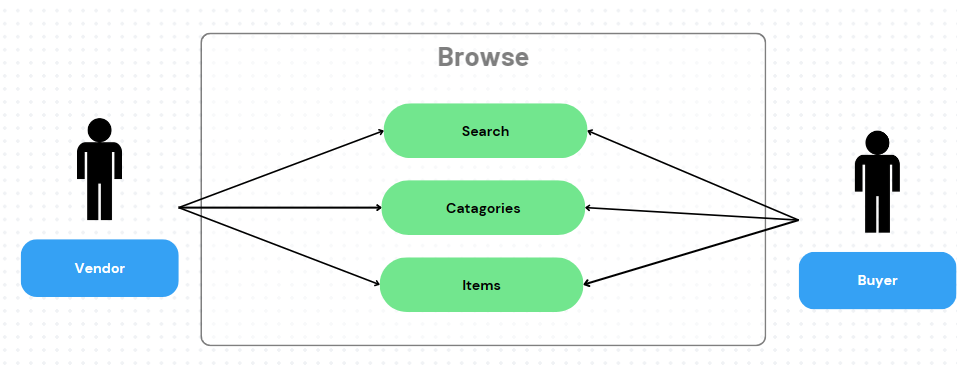 Browse
Search
Vendor
Catagories
Items
Buyer